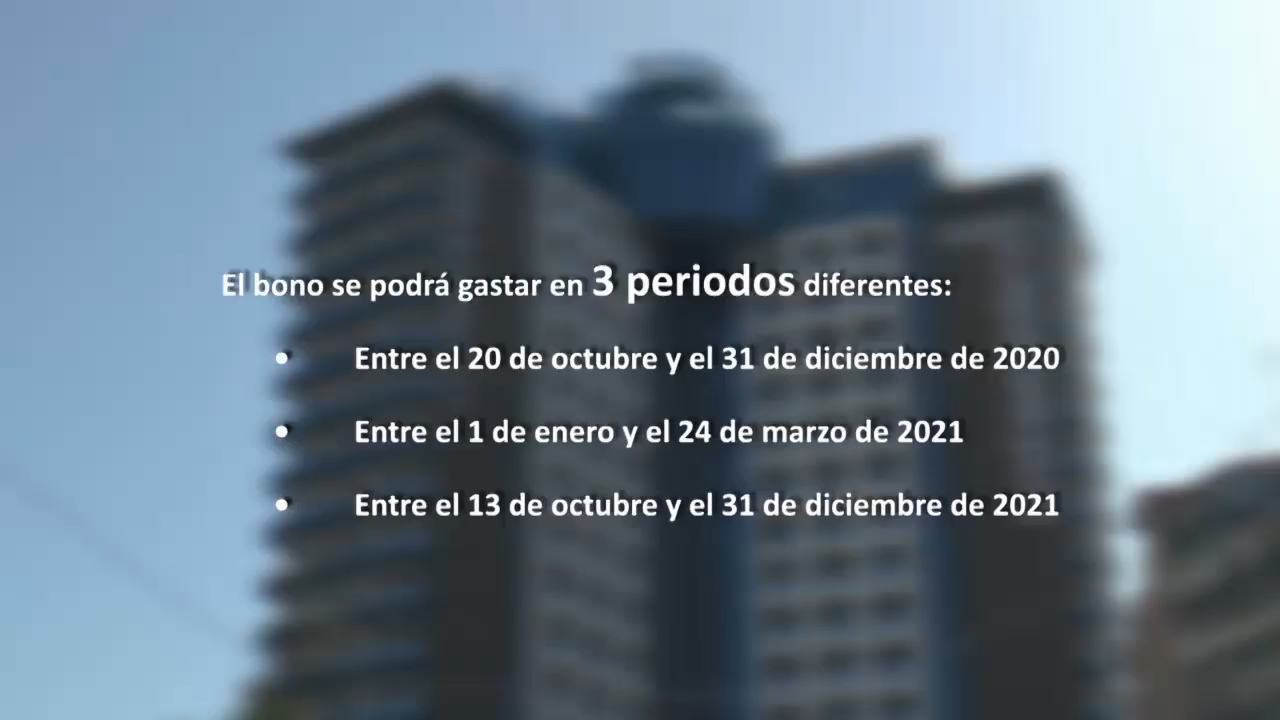 El bono se podrá gastar en 3 periodos diferentes:
• Entre el 20 de octubre y el 31 de diciembre de 2020
• Entre el 1 de enero y el 24 de marzo de 2021
• Entre el 13 de octubre y el 31 de diciembre de 2021